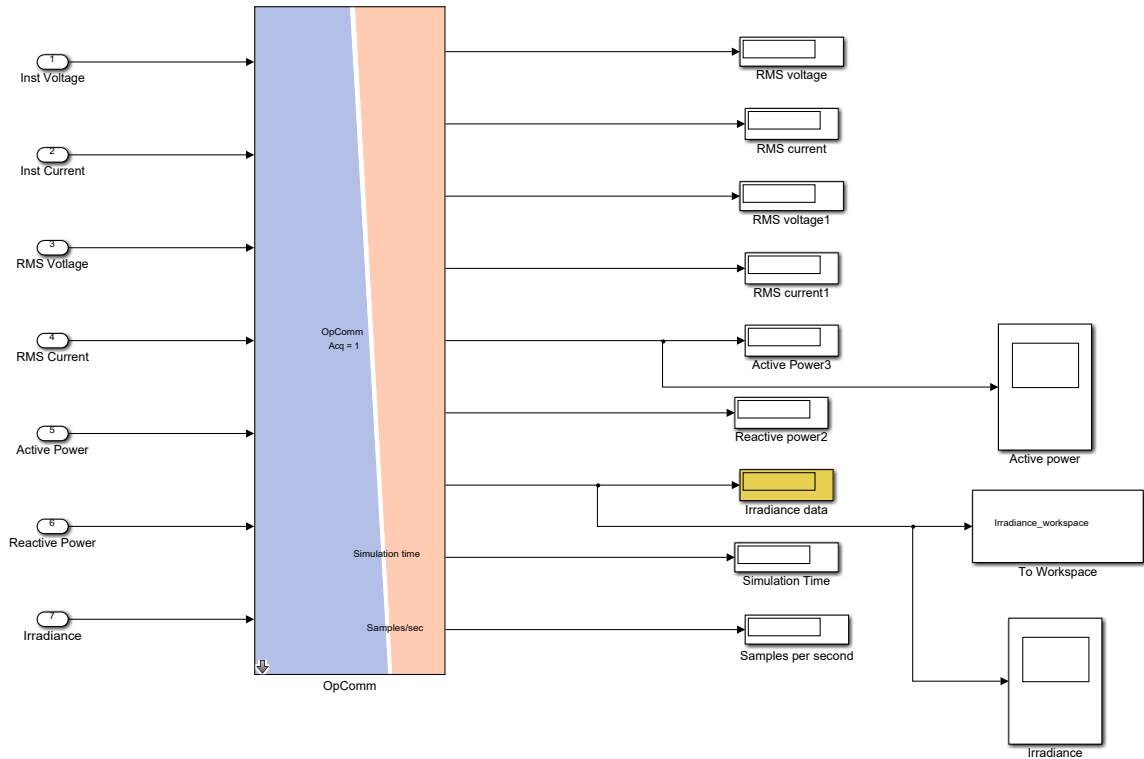 1
Inst Voltage
2
Inst Current
3
RMS Votlage
4
RMS Current
5
Active Power
6
Reactive Power
7
Irradiance
OpComm
Acq = 1
Simulation time
Samples/sec
OpComm
RMS voltage
RMS current
RMS voltage1
RMS current1
Active Power3
Reactive power2
Irradiance data
Simulation Time
Samples per second
Active power
Irradiance_workspace
To Workspace
Irradiance